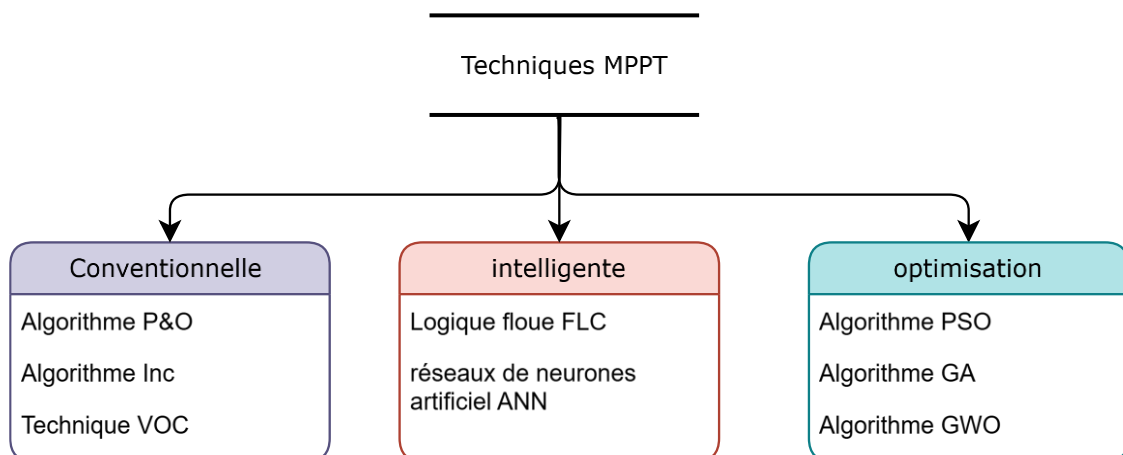 Techniques MPPT
Conventionnelle
Algorithme P&O
Algorithme Inc
Technique VOC
intelligente
Logique floue FLC
réseaux de neurones
artificiel ANN
optimisation
Algorithme PSO
Algorithme GA
Algorithme GWO